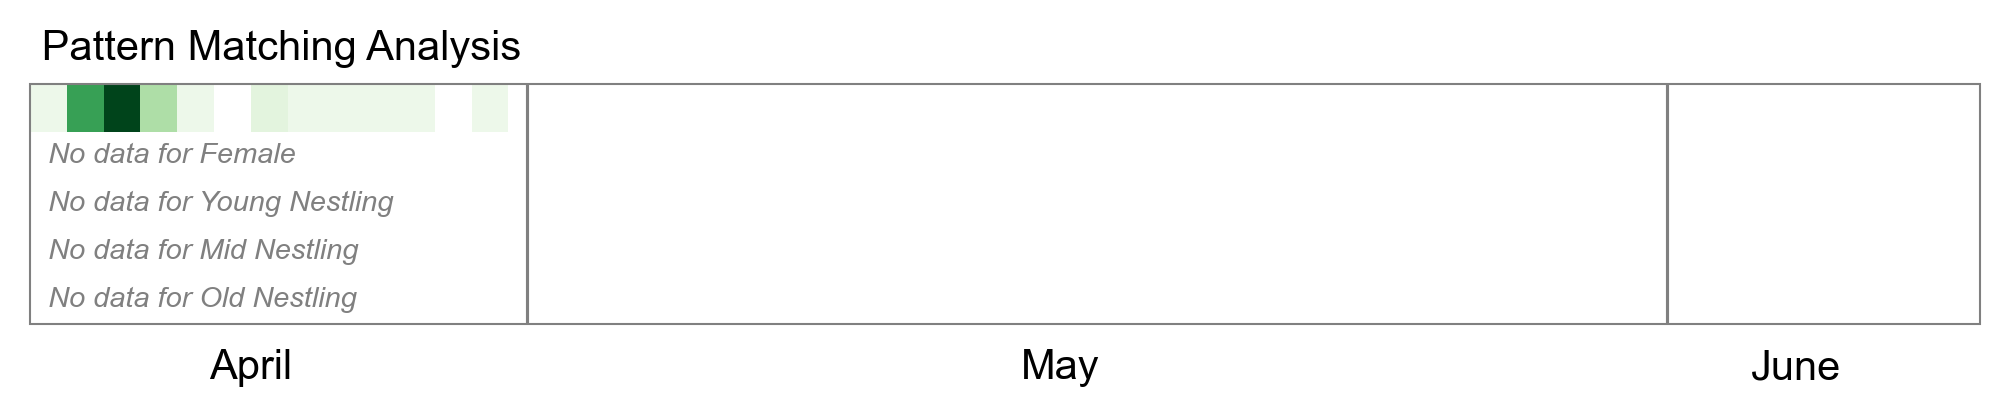 Pattern Matching Analysis
No data for Female
No data for Young Nestling
No data for Mid Nestling
No data for Old Nestling
April
May
June